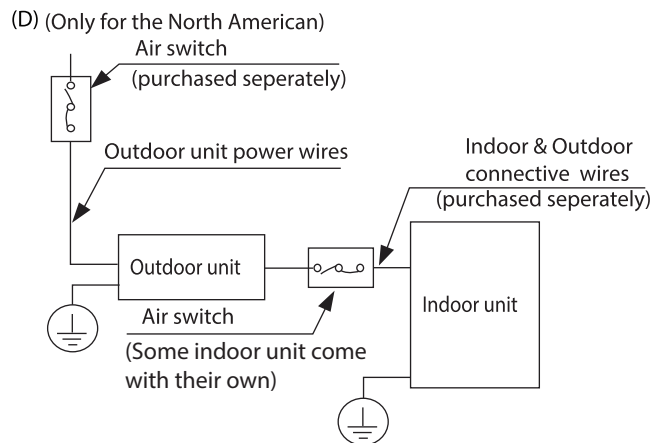 (D) (Only for the North American)
Air switch
(purchased seperately)
Outdoor unit power wires
Indoor & Outdoor
connective wires
(purchased seperately)
Outdoor unit
Indoor unit
Air switch
(Some indoor unit come
with their own)